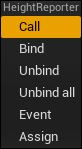 HeightReporter
Call
Bind
Unbind
Unbind all
Event
Assign